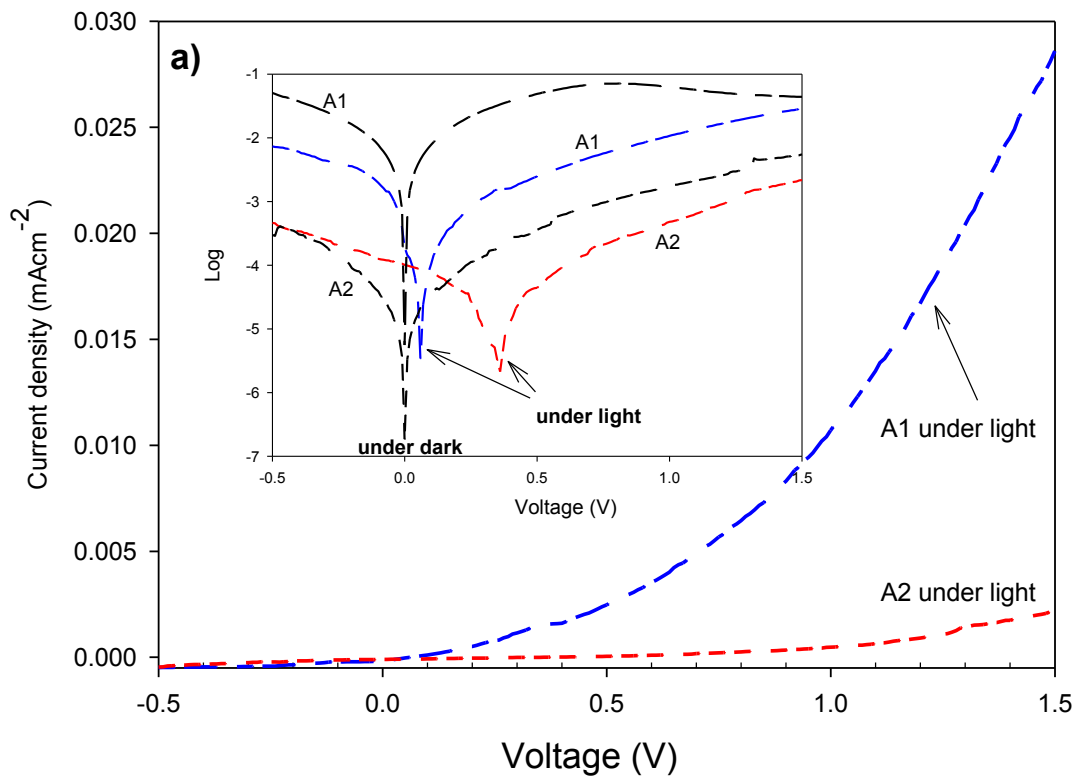 a)
Current density (mAcm-2)
0.030
0.025
0.020
0.015
0.010
0.005
0.000
-0.5
0.0
0.5
1.0
1.5
Voltage (V)
A1 under light
A2 under light
Log
-1
-2
-3
-4
-5
-6
-7
-0.5
0.0
0.5
1.0
1.5
Voltage (V)
A1
A1
A2
A2
under light
under dark